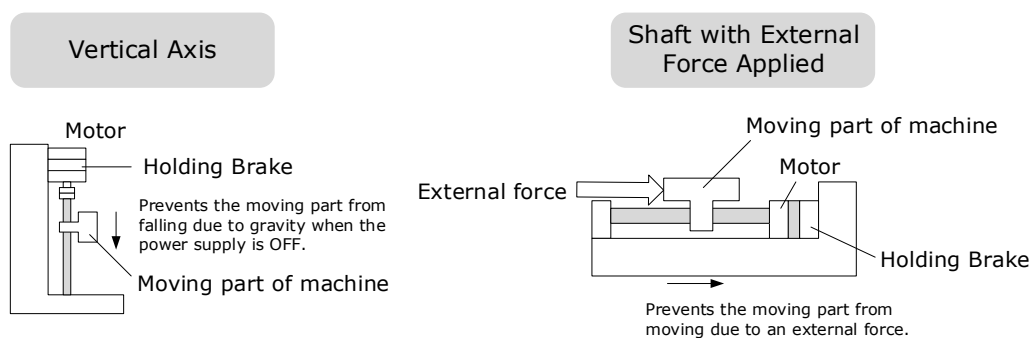 Vertical Axis
Motor
Holding Brake
Prevents the moving part from
falling due to gravity when the
power supply is OFF.
Moving part of machine
Shaft with External
Force Applied
Moving part of machine
Motor
External force
Holding Brake
Prevents the moving part from
moving due to an external force.